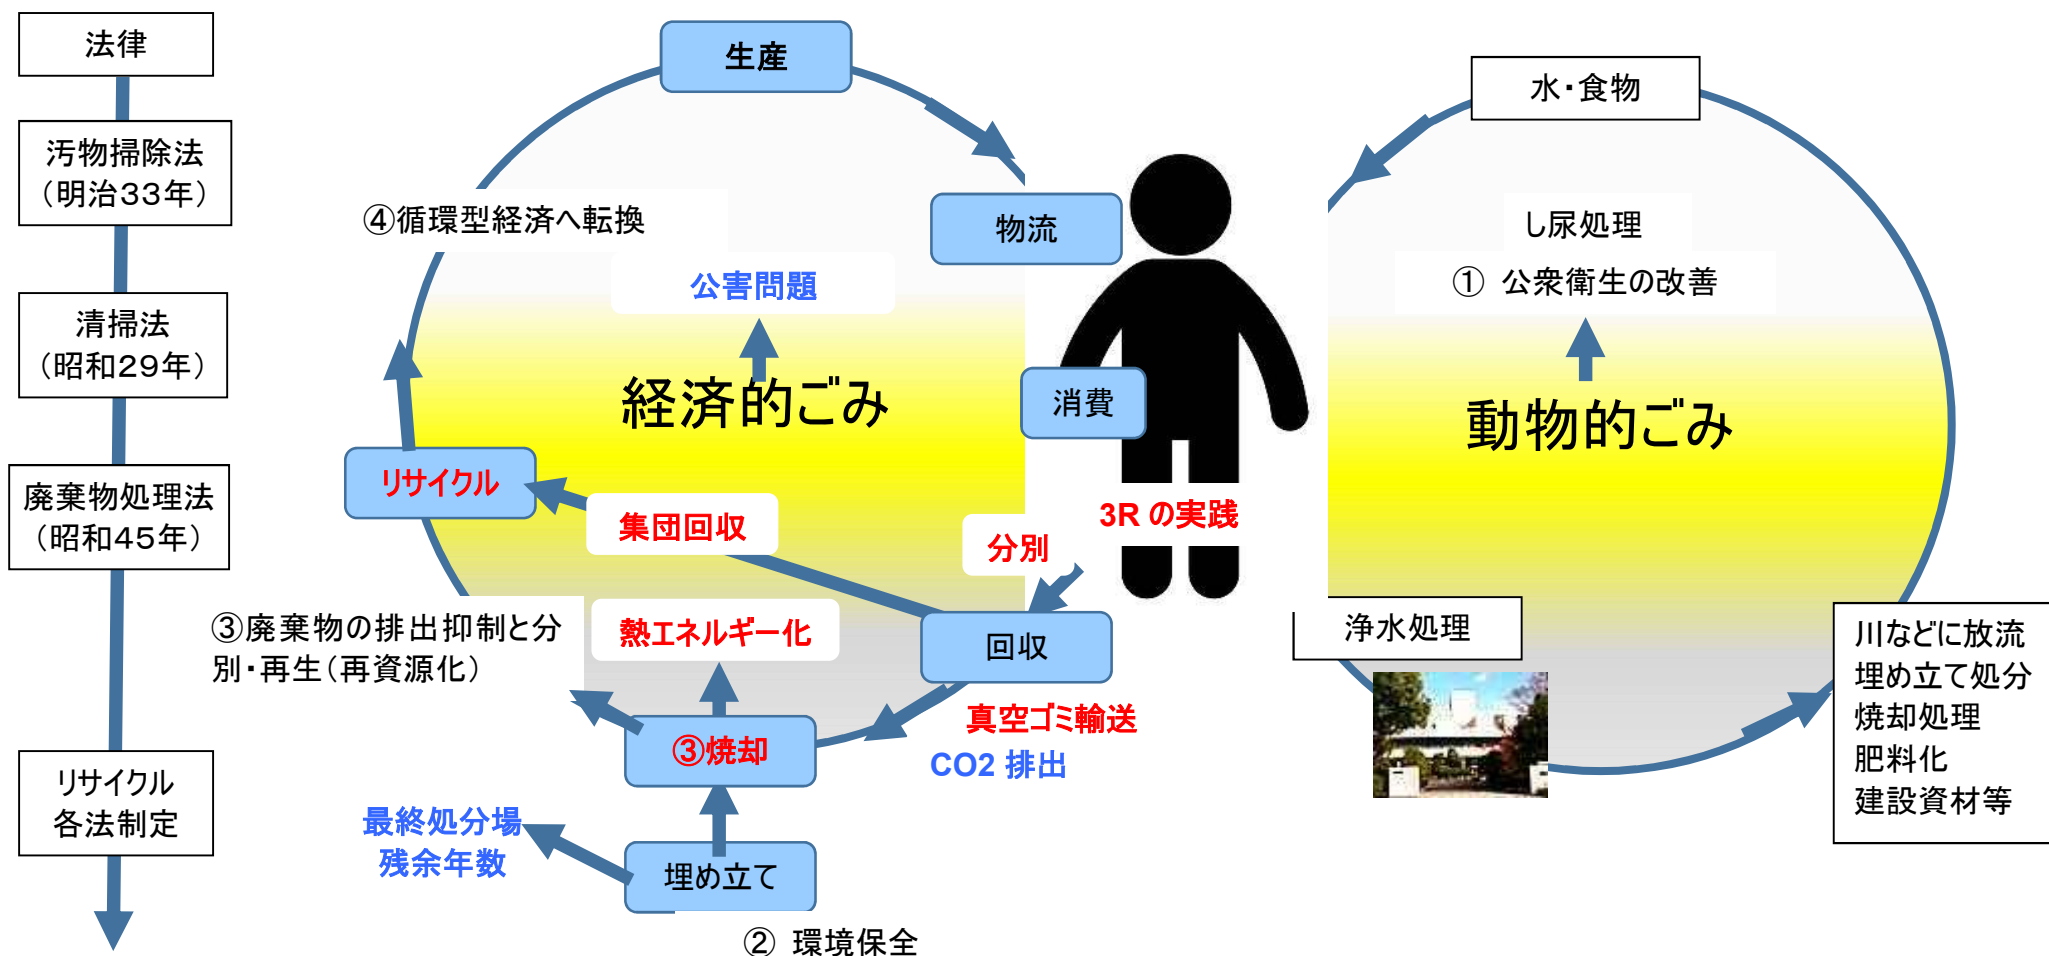 法律
汚物掃除法
（明治33年）
清掃法
（昭和29年）
廃棄物処理法
（昭和45年）
リサイクル
各法制定
生産
物流
④循環型経済へ転換
公害問題
経済的ごみ
消費
リサイクル
集団回収
3R の実践
分別
③廃棄物の排出抑制と分
別・再生（再資源化）
熱エネルギー化
回収
③焼却
真空ゴミ輸送
CO2 排出
最終処分場
残余年数
埋め立て
② 環境保全
水・食物
し尿処理
① 公衆衛生の改善
動物的ごみ
浄水処理
川などに放流
埋め立て処分
焼却処理
肥料化
建設資材等